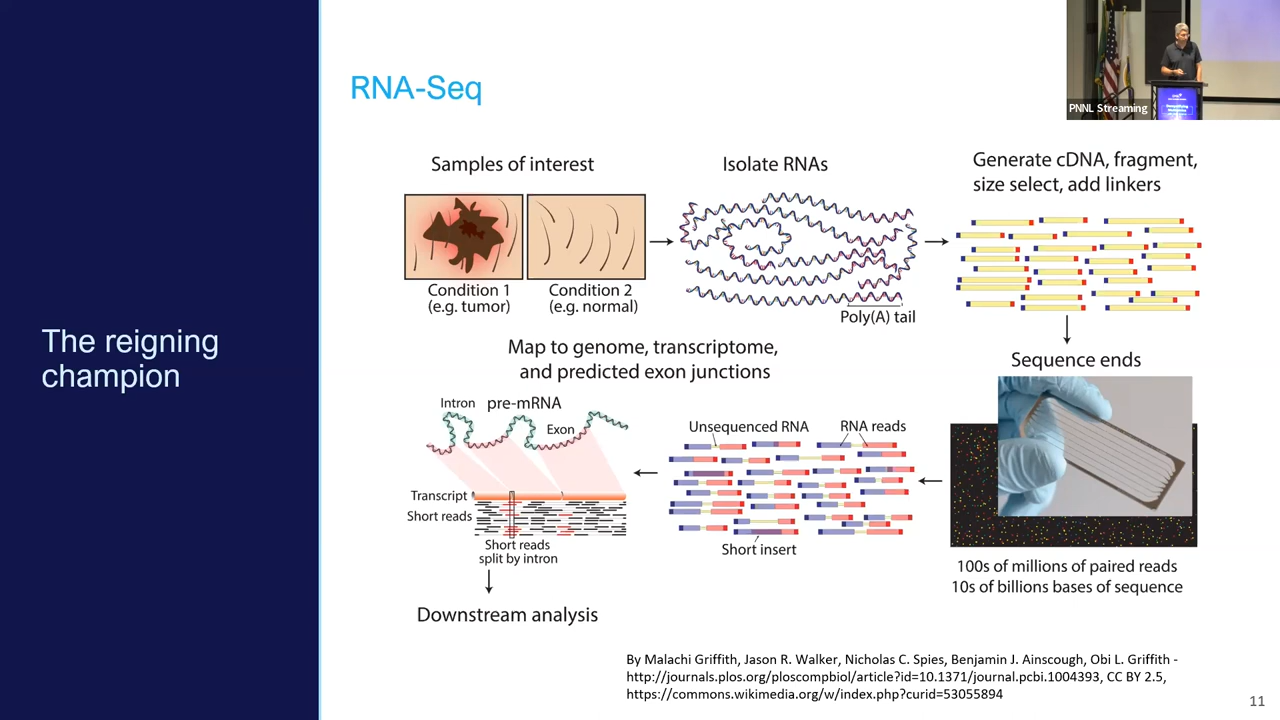 The reigning
champion
RNA-Seq
PNNL Streaming
Samples of interest
Isolate RNAs
Generate cDNA, fragment,
size select, add linkers
Condition 1
(e.g. tumor)
Condition 2
(e.g. normal)
Poly(A) tail
Sequence ends
100s of millions of paired reads
10s of billions bases of sequence
Unsequenced RNA
RNA reads
Short insert
Map to genome, transcriptome,
and predicted exon junctions
Intron
pre-mRNA
Exon
Transcript
Short reads
Short reads
split by intron
Downstream analysis
By Malachi Griffith, Jason R. Walker, Nicholas C. Spies, Benjamin J. Ainscough, Obi L. Griffith -
http://journals.plos.org/ploscompbiol/article?id=10.1371/journal.pcbi.1004393, CC BY 2.5,
https://commons.wikimedia.org/w/index.php?curid=53055894
11